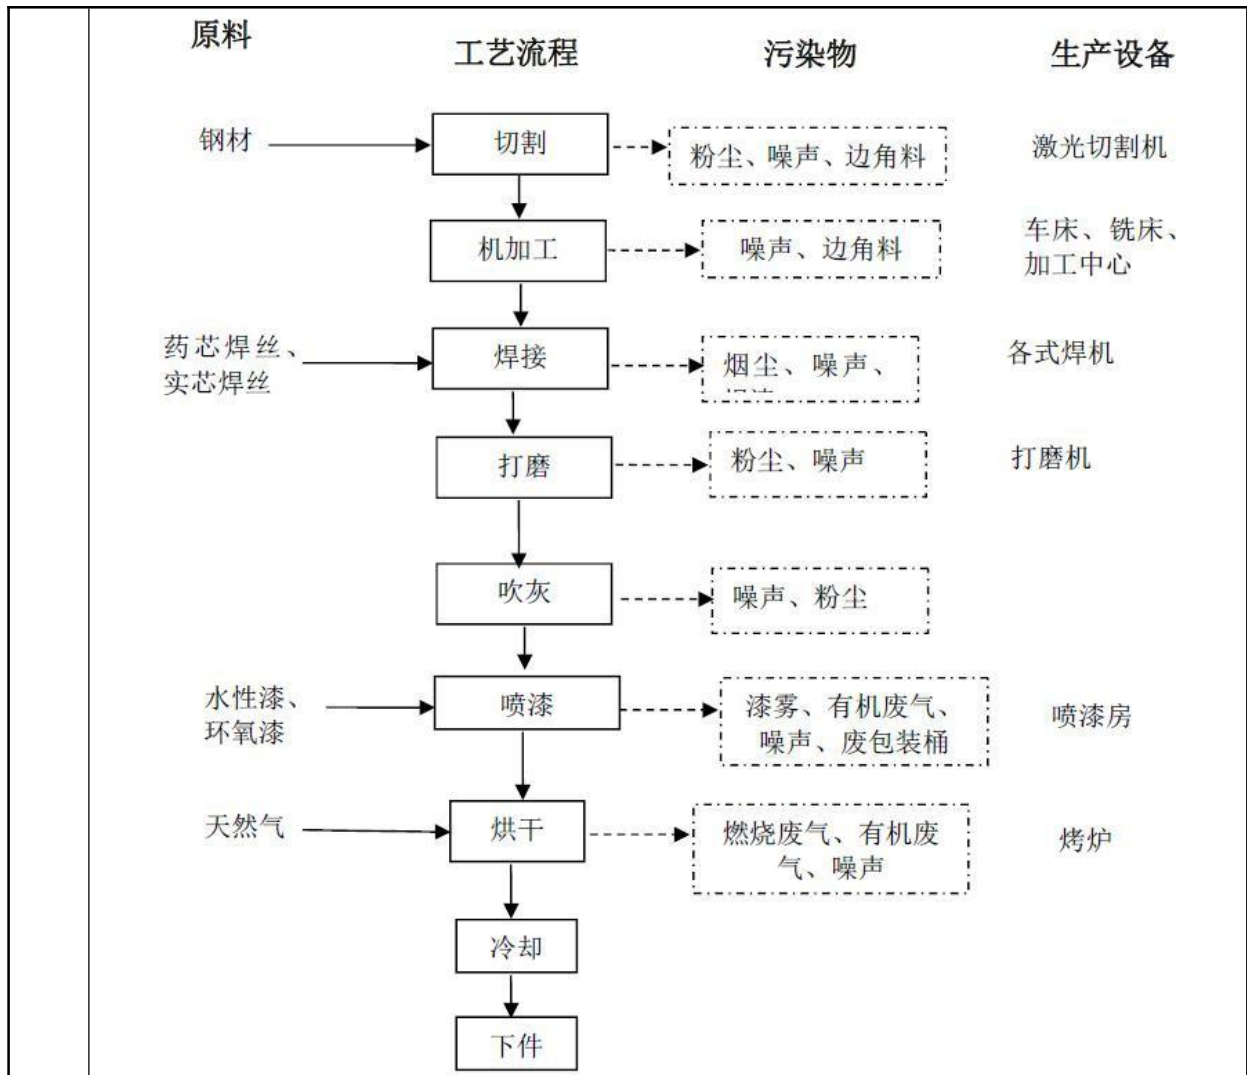 原料
工艺流程
污染物
生产设备
钢材
切割
粉尘、噪声、边角料
激光切割机
机加工
噪声、边角料
车床、铣床、
加工中心
药芯焊丝、
实芯焊丝
焊接
烟尘、噪声、
各式焊机
打磨
粉尘、噪声
打磨机
吹灰
噪声、粉尘
水性漆、
环氧漆
喷漆
漆雾、有机废气、
噪声、废包装桶
喷漆房
天然气
烘干
燃烧废气、有机废
气、噪声
烤炉
冷却
下件